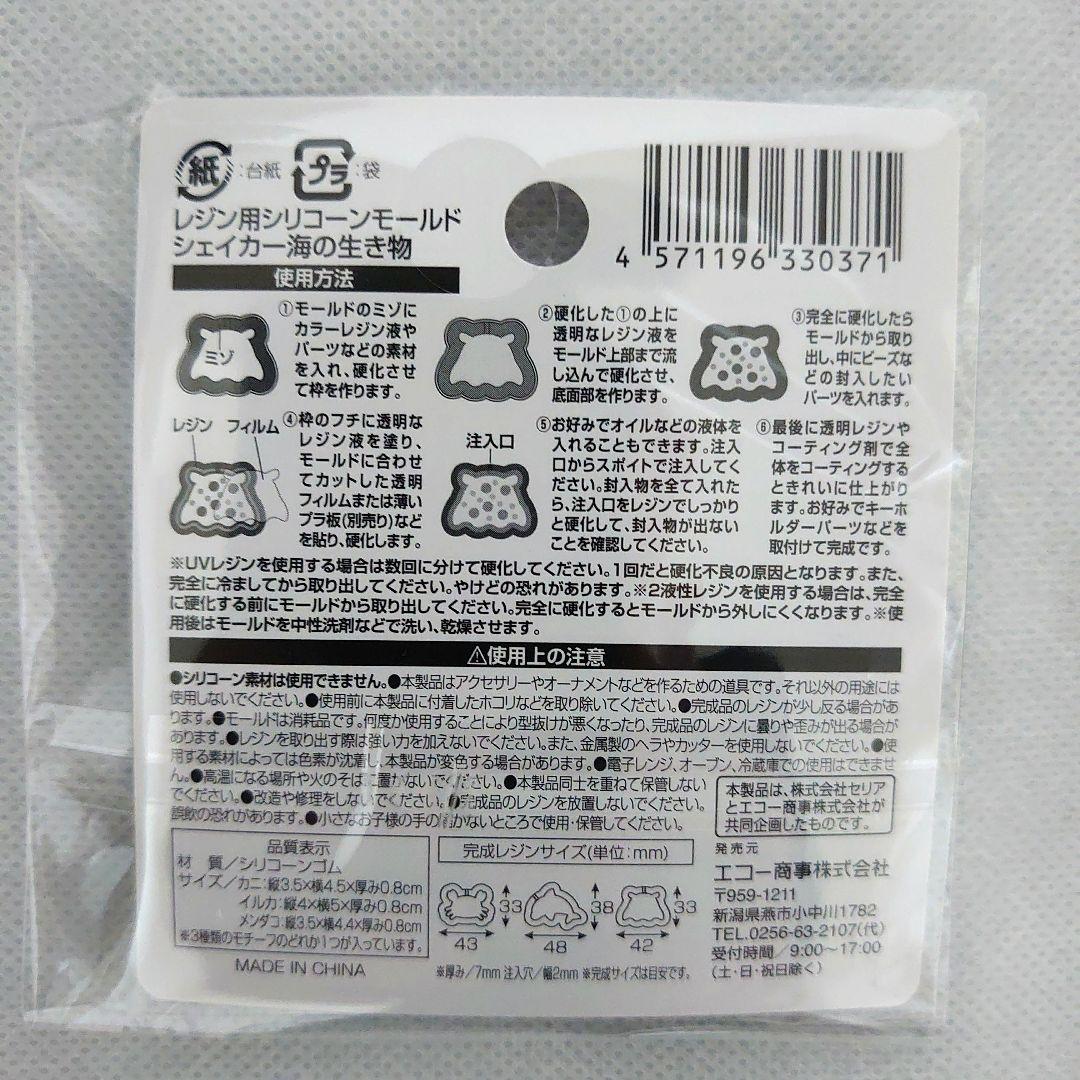 紙 :台紙 プラ :袋
レジン用シリコーンモールド
シェイカー海の生き物
4 571196 330371
使用方法
ミゾ
①モールドのミゾに
カラーレジン液や
パーツなどの素材
を入れ、硬化させ
て枠を作ります。
②硬化した①の上に
透明なレジン液を
モールド上部まで流
し込んで硬化させ、
底面部を作ります。
③完全に硬化したら
モールドから取り
出し、中にビーズな
どの封入したい
パーツを入れます。
レジン フィルム
④枠のフチに透明な
レジン液を塗り、
モールドに合わせ
てカットした透明
フィルムまたは薄い
プラ板(別売り)など
を貼り、硬化します。
注入口
⑤お好みでオイルなどの液体を
入れることもできます。注入
口からスポイトで注入してく
ださい。封入物を全て入れた
ら、注入口をレジンでしっかり
と硬化して、封入物が出ない
ことを確認してください。
⑥最後に透明レジンや
コーティング剤で全
体をコーティングする
ときれいに仕上がり
ます。お好みでキーホ
ルダーパーツなどを
取付けて完成です。
※UVレジンを使用する場合は数回に分けて硬化してください。1回だと硬化不良の原因となります。また、
完全に冷ましてから取り出してください。やけどの恐れがあります。※2液性レジンを使用する場合は、完全
に硬化する前にモールドから取り出してください。完全に硬化するとモールドから外しにくくなります。※使
用後はモールドを中性洗剤などで洗い、乾燥させます。
⚠使用上の注意
●シリコーン素材は使用できません。●本製品はアクセサリーやオーナメントなどを作るための道具です。それ以外の用途には
使用しないでください。●使用前に本製品に付着したホコリなどを取り除いてください。●完成品のレジンが少し反る場合があ
ります。●モールドは消耗品です。何度か使用することにより型抜けが悪くなったり、完成品のレジンに曇りや歪みが出る場合が
あります。●レジンを取り出す際は強い力を加えないでください。また、金属製のヘラやカッターを使用しないでください。●使
用する素材によっては色素が沈着し、本製品が変色する場合があります。●電子レンジ、オーブン、冷蔵庫での使用はできませ
ん。●高温になる場所や火のそばに置かないでください。●本製品同士を重ねて保管しない
でください。●改造や修理をしないでください。●完成品のレジンを放置しないでください。
誤飲の恐れがあります。●小さなお子様の手の届かないところで使用・保管してください。
本製品は、株式会社セリア
とエコー商事株式会社が
共同企画したものです。
品質表示
材 質/シリコーンゴム
サイズ/カニ:縦3.5×横4.5×厚み0.8cm
イルカ:縦4×横5×厚み0.8cm
メンダコ:縦3.5×横4.4×厚み0.8cm
※3種類のモチーフのどれか1つが入っています。
MADE IN CHINA
完成レジンサイズ(単位:mm)
33 38 33
43 48 42
※厚み/7mm 注入穴/幅2mm ※完成サイズは目安です。
発売元
エコー商事株式会社
〒959-1211
新潟県燕市小中川1782
TEL.0256-63-2107(代)
受付時間/9:00〜17:00
(土・日・祝日除く)